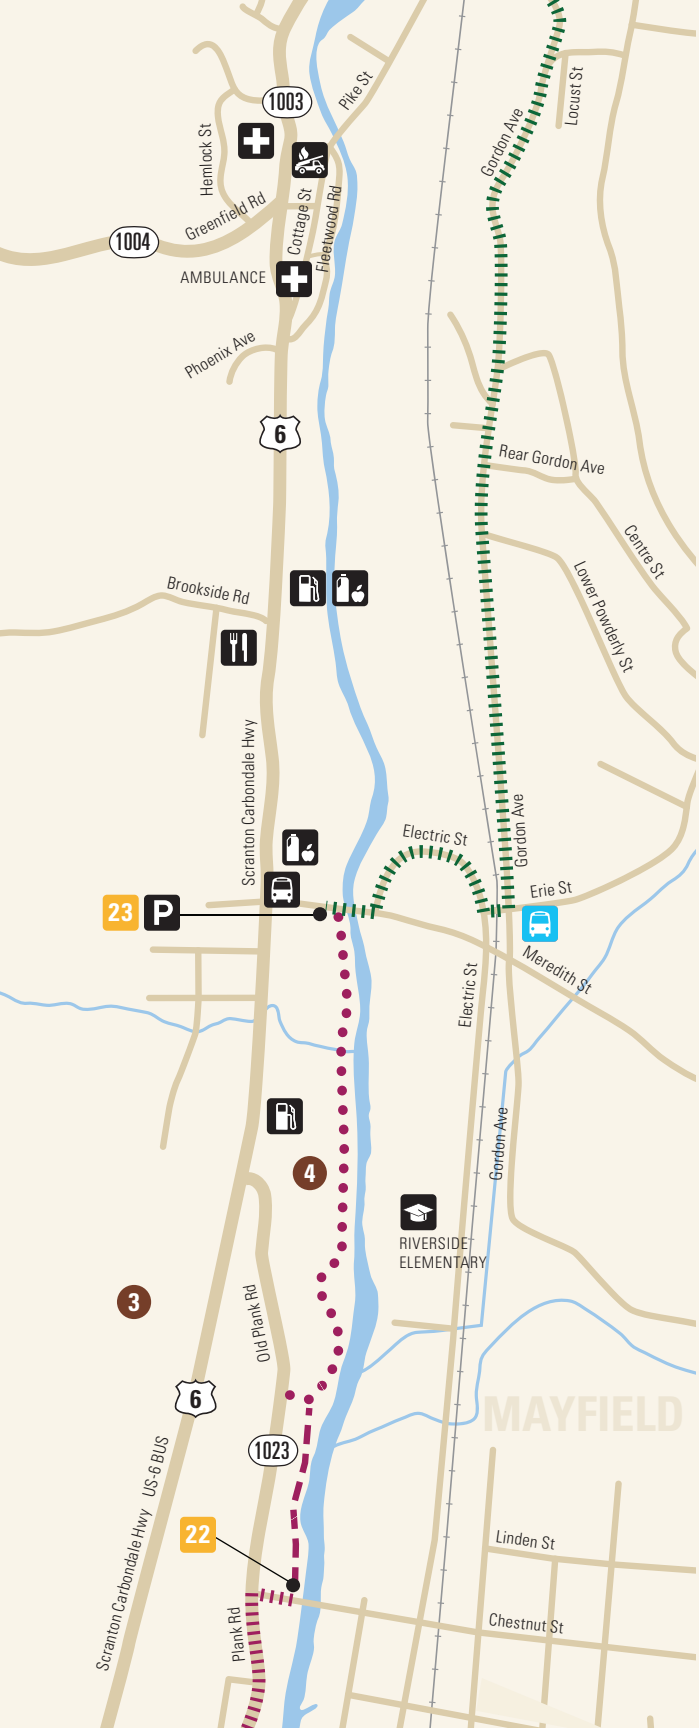 Locust St
Pike St
1003
Gordon Ave
Hemlock St
Greenfield Rd
Cottage St
Fleetwood Rd
1004
AMBULANCE
Phoenix Ave
6
Rear Gordon Ave
Centre St
Lower Powderly St
Brookside Rd
Scranton Carbondale Hwy
Gordon Ave
Electric St
Erie St
23
P
Meredith St
Electric St
Gordon Ave
4
RIVERSIDE
ELEMENTARY
3
Old Plank Rd
6
MAYFIELD
1023
Scranton Carbondale Hwy US-6 BUS
22
Linden St
Chestnut St
Plank Rd